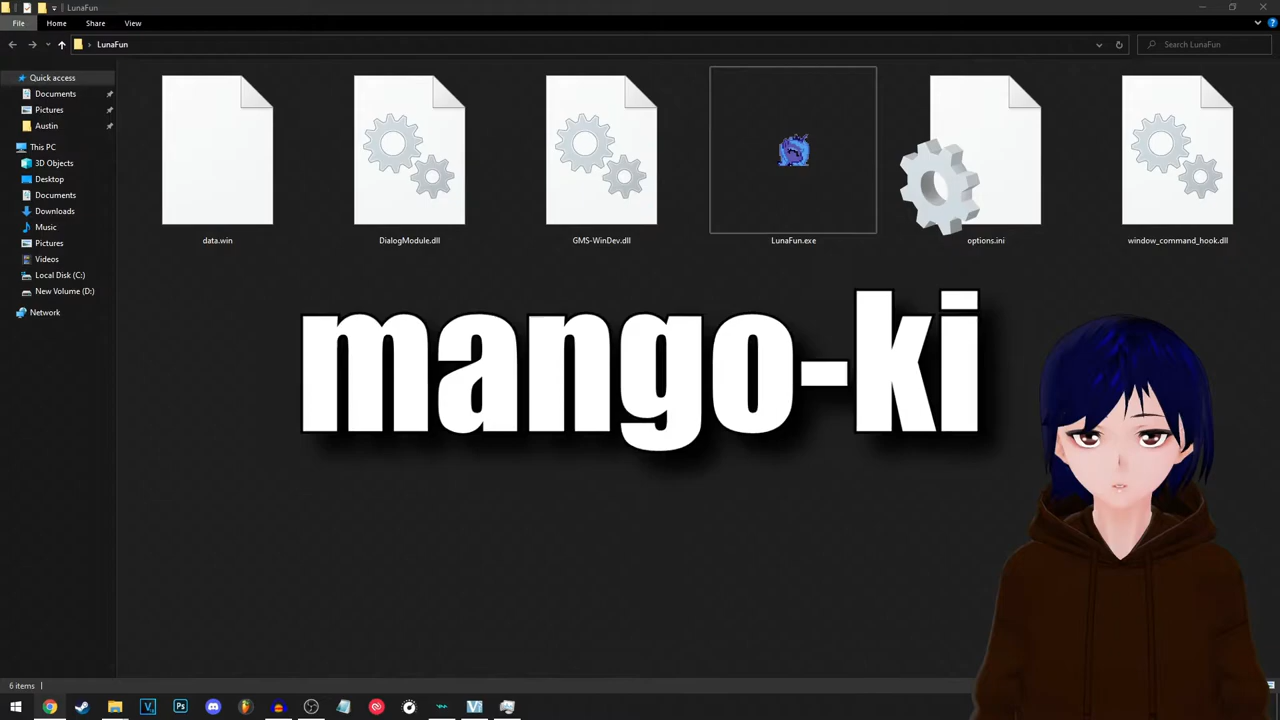 LunaFun
File
Home
Share
View
LunaFun
Search LunaFun
Quick access
Documents
Pictures
Austin
This PC
3D Objects
Desktop
Documents
Downloads
Music
Pictures
Videos
Local Disk (C:)
New Volume (D:)
Network
data.win
DialogModule.dll
GMS-WinDev.dll
LunaFun.exe
options.ini
window_command_hook.dll
mango-ki
6 items
Ps